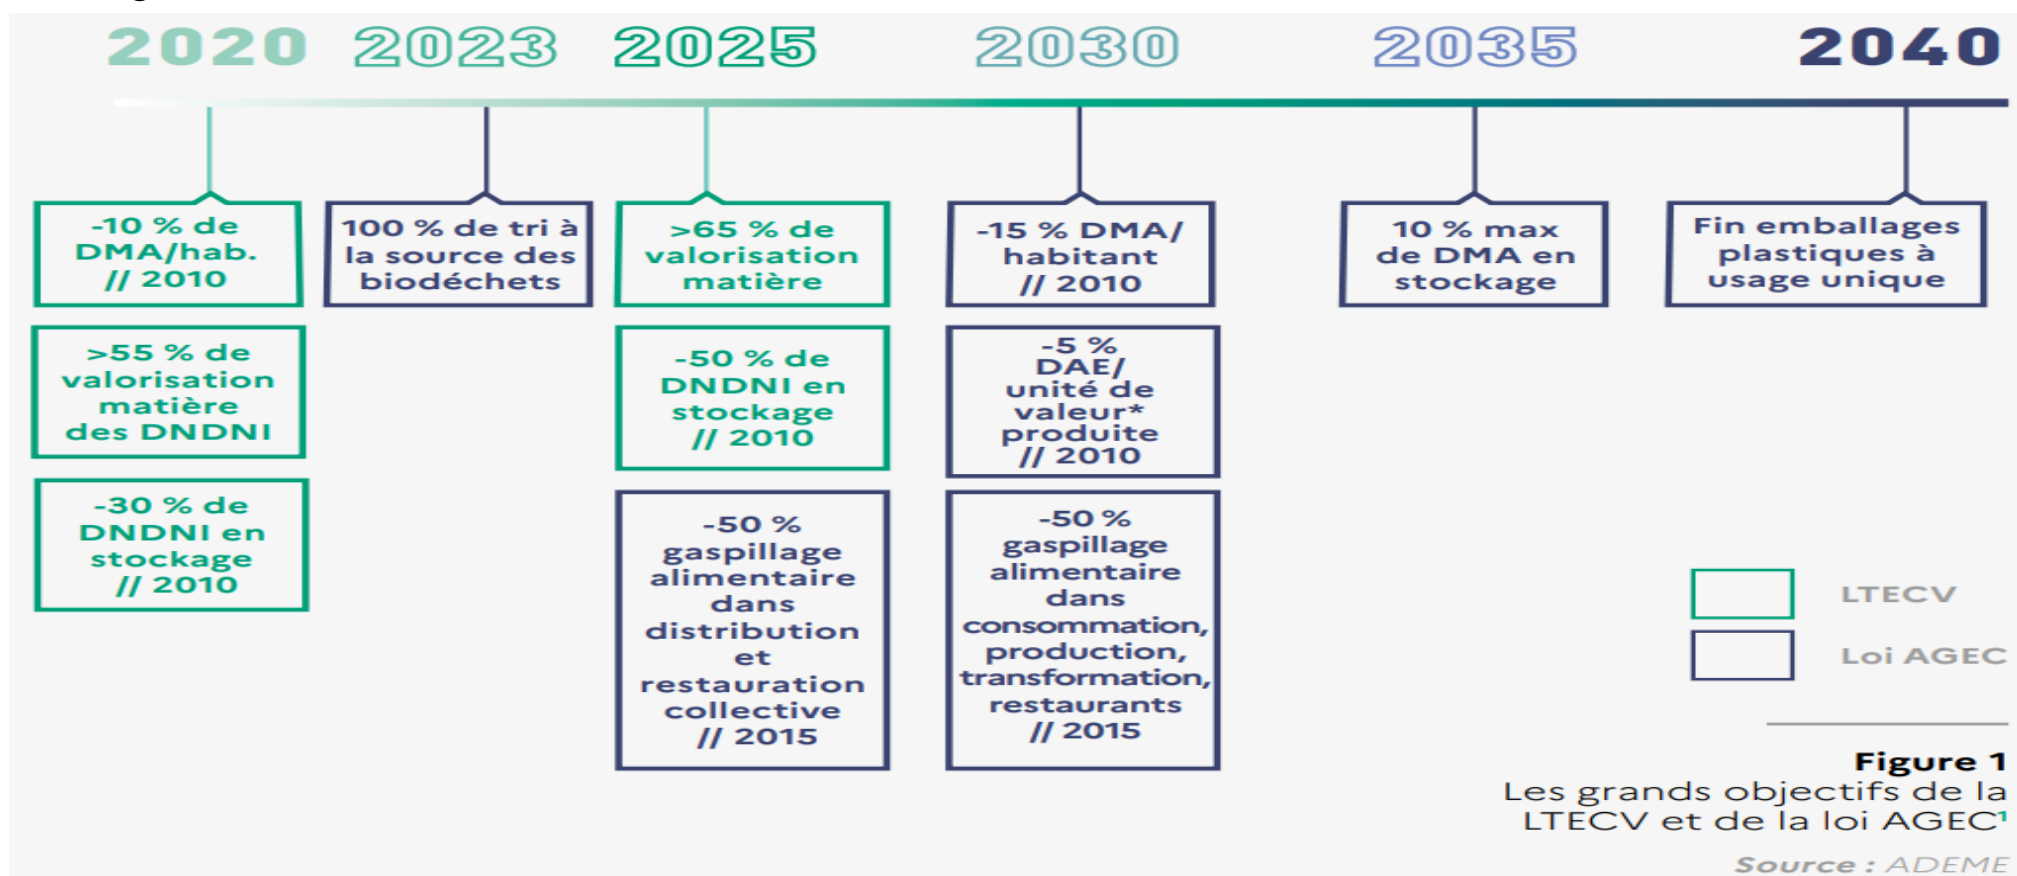 2020 2023 2025 2030 2035 2040
-10 % de
DMA/hab.
// 2010
>55 % de
valorisation
matière
des DNDNI
-30 % de
DNDNI en
stockage
// 2010
100 % de tri à
la source des
biodéchets
>65 % de
valorisation
matière
-50 % de
DNDNI en
stockage
// 2010
-50 %
gaspillage
alimentaire
dans
distribution
et
restauration
collective
// 2015
-15 % DMA/
habitant
// 2010
-5 %
DAE/
unité de
valeur*
produite
// 2010
-50 %
gaspillage
alimentaire
dans
consommation,
production,
transformation,
restaurants
// 2015
10 % max
de DMA en
stockage
Fin emballages
plastiques à
usage unique
LTECV
Loi AGEC
Figure 1
Les grands objectifs de la
LTECV et de la loi AGEC¹
Source : ADEME